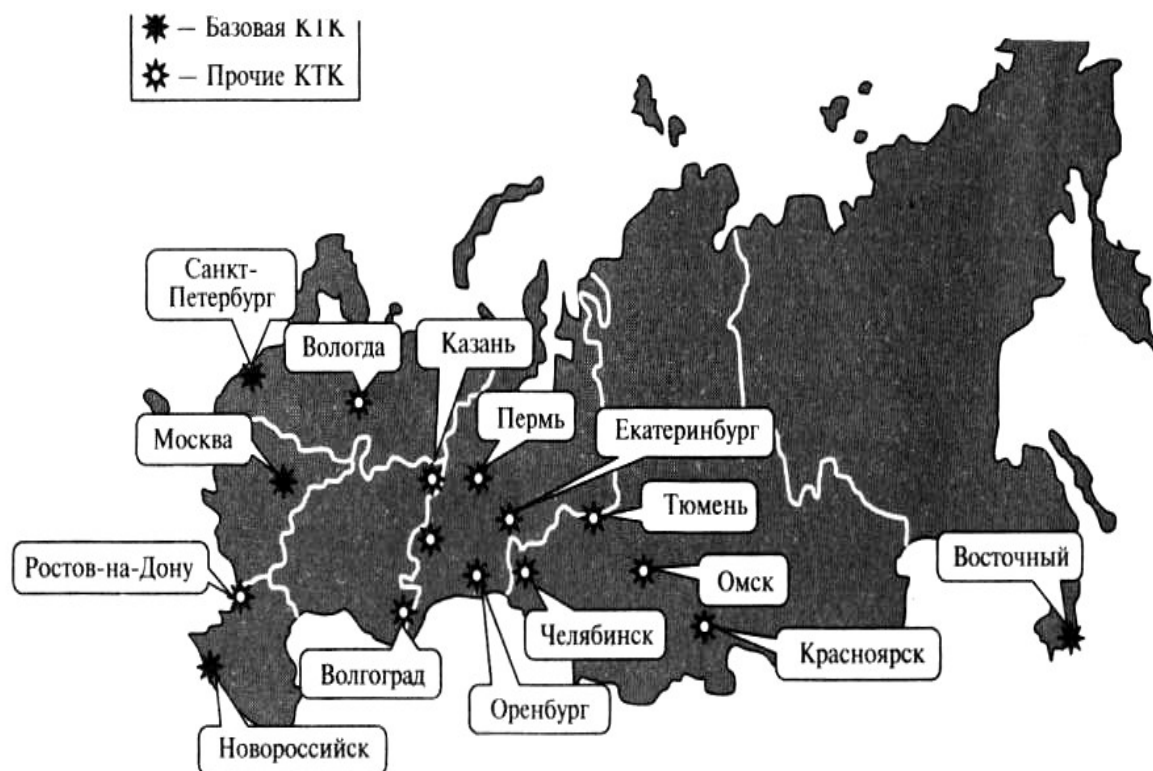 – Базовая КТК
– Прочие КТК
Санкт-
Петербург
Вологда
Казань
Москва
Пермь
Екатеринбург
Тюмень
Ростов-на-Дону
Восточный
Омск
Челябинск
Волгоград
Красноярск
Оренбург
Новороссийск